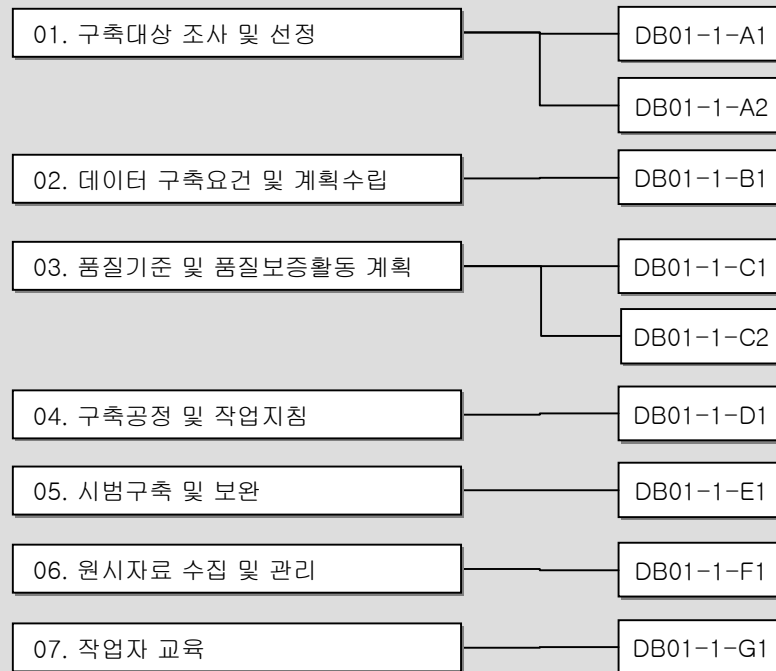 01. 구축대상 조사 및 선정
DB01-1-A1
DB01-1-A2
02. 데이터 구축요건 및 계획수립
DB01-1-B1
03. 품질기준 및 품질보증활동 계획
DB01-1-C1
DB01-1-C2
04. 구축공정 및 작업지침
DB01-1-D1
05. 시범구축 및 보완
DB01-1-E1
06. 원시자료 수집 및 관리
DB01-1-F1
07. 작업자 교육
DB01-1-G1